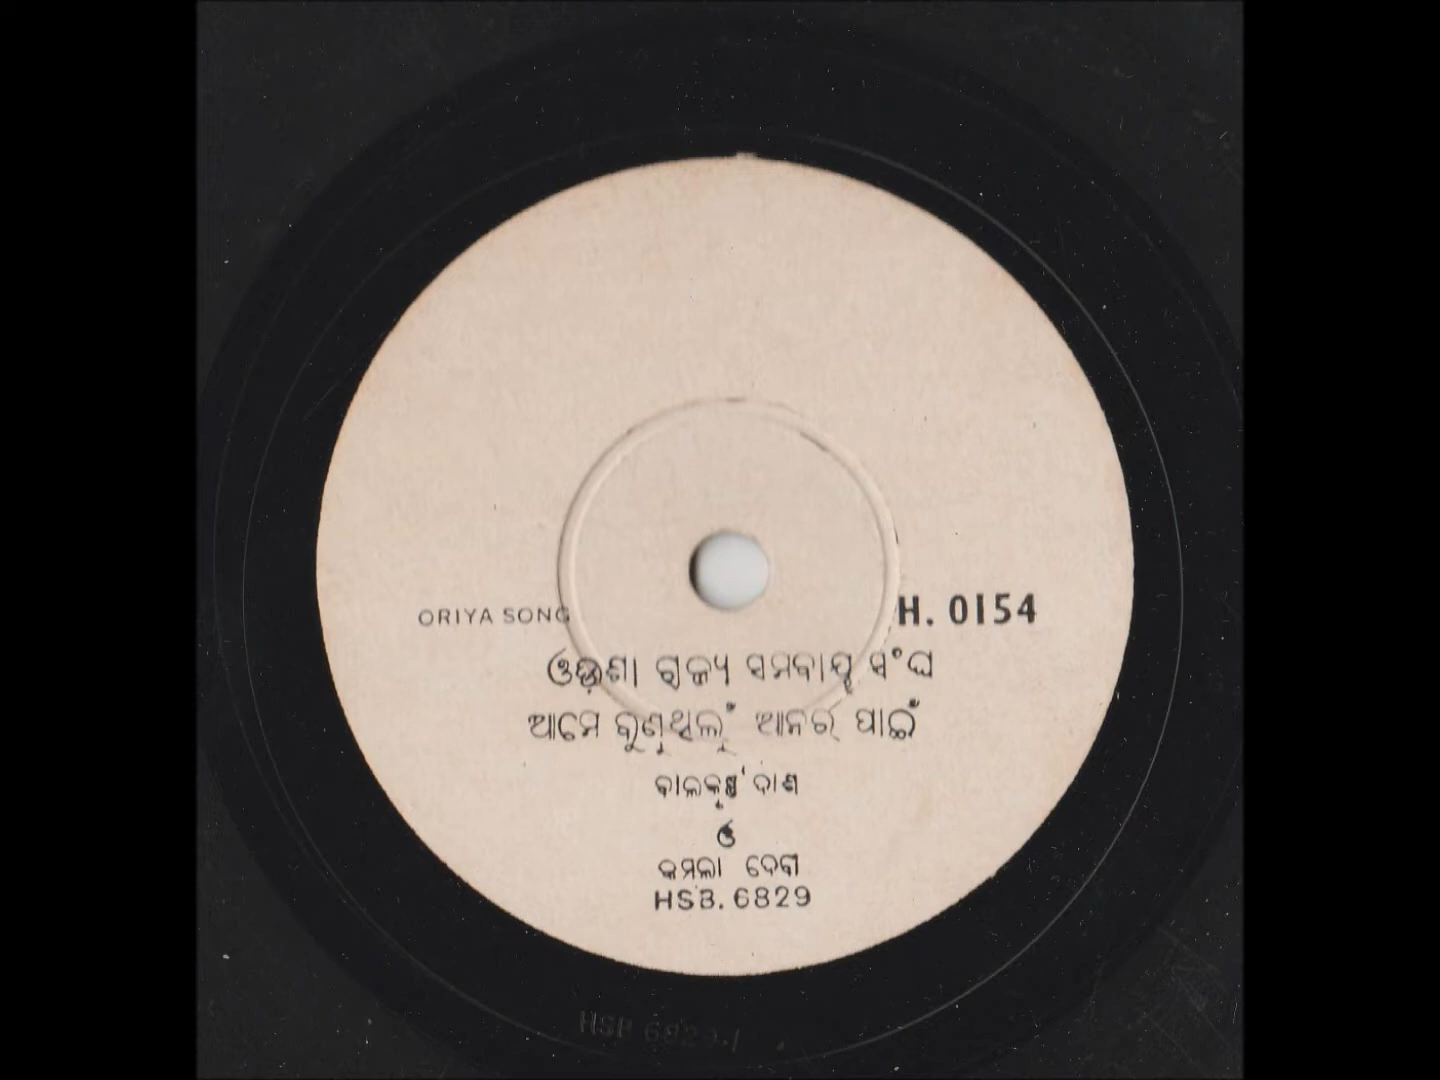 ORIYA SONG H. 0154
ଓଡ଼ିଶା ରାଜ୍ୟ ସମବାୟ ସଂଘ
ଆମେ ବୁଣୁଥିଲୁଁ ଆନର ପାଇଁ
ବାଳକୃଷ୍ଣ ଦାଶ
ଓ
କମଳା ଦେବୀ
HSB. 6829